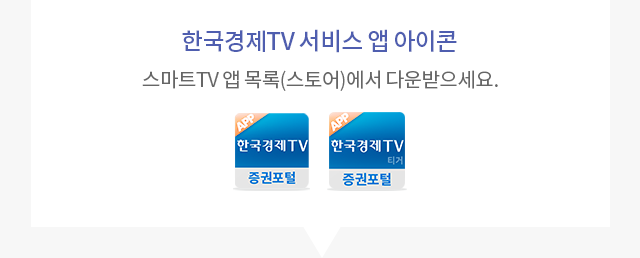 한국경제TV 서비스 앱 아이콘
스마트TV 앱 목록(스토어)에서 다운받으세요.
APP
한국경제TV
증권포털
APP
한국경제TV
티커
증권포털